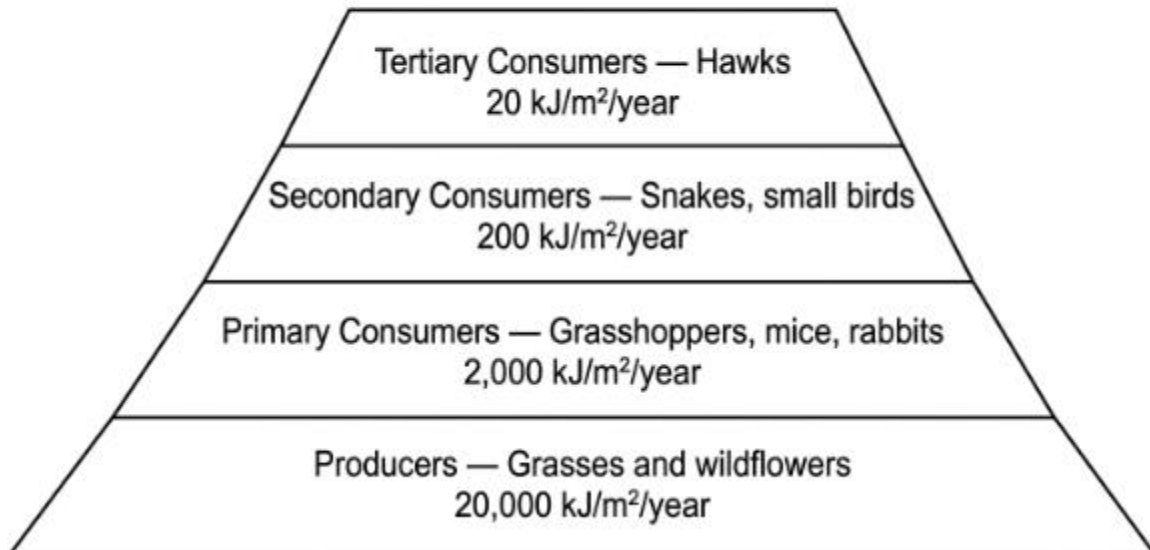 Tertiary Consumers — Hawks
20 kJ/m²/year
Secondary Consumers — Snakes, small birds
200 kJ/m²/year
Primary Consumers — Grasshoppers, mice, rabbits
2,000 kJ/m²/year
Producers — Grasses and wildflowers
20,000 kJ/m²/year